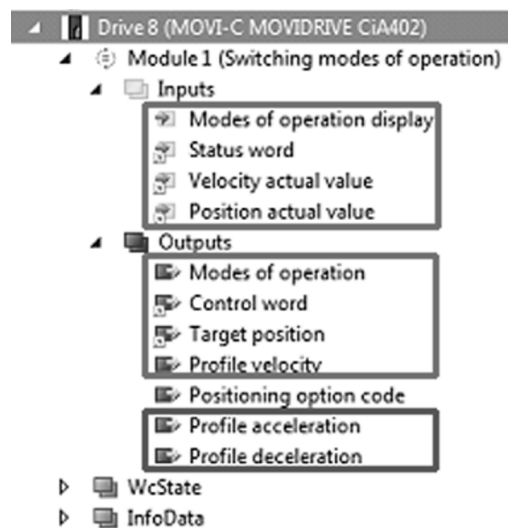 Drive 8 (MOVI-C MOVIDRIVE CiA402)
Module 1 (Switching modes of operation)
Inputs
Modes of operation display
Status word
Velocity actual value
Position actual value
Outputs
Modes of operation
Control word
Target position
Profile velocity
Positioning option code
Profile acceleration
Profile deceleration
WcState
InfoData